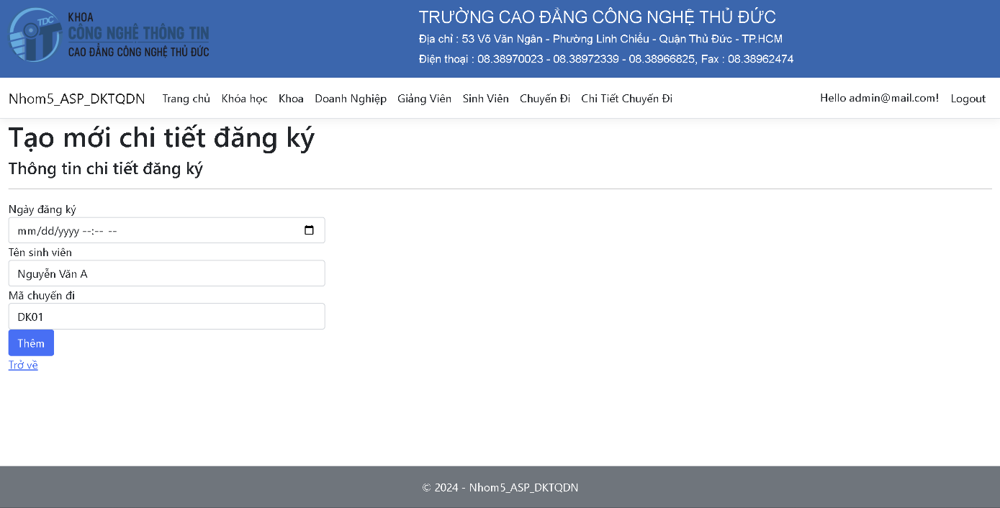 TDC
KHOA
CÔNG NGHỆ THÔNG TIN
CAO ĐẲNG CÔNG NGHỆ THỦ ĐỨC
TRƯỜNG CAO ĐẲNG CÔNG NGHỆ THỦ ĐỨC
Địa chỉ : 53 Võ Văn Ngân - Phường Linh Chiểu - Quận Thủ Đức - TP.HCM
Điện thoại : 08.38970023 - 08.38972339 - 08.38966825, Fax : 08.38962474
Nhom5_ASP_DKTQDN Trang chủ Khóa học Khoa Doanh Nghiệp Giảng Viên Sinh Viên Chuyến Đi Chi Tiết Chuyến Đi Hello admin@mail.com! Logout
Tạo mới chi tiết đăng ký
Thông tin chi tiết đăng ký
Ngày đăng ký
mm/dd/yyyy --:-- --
Tên sinh viên
Nguyễn Văn A
Mã chuyến đi
DK01
Thêm
Trở về
© 2024 - Nhom5_ASP_DKTQDN